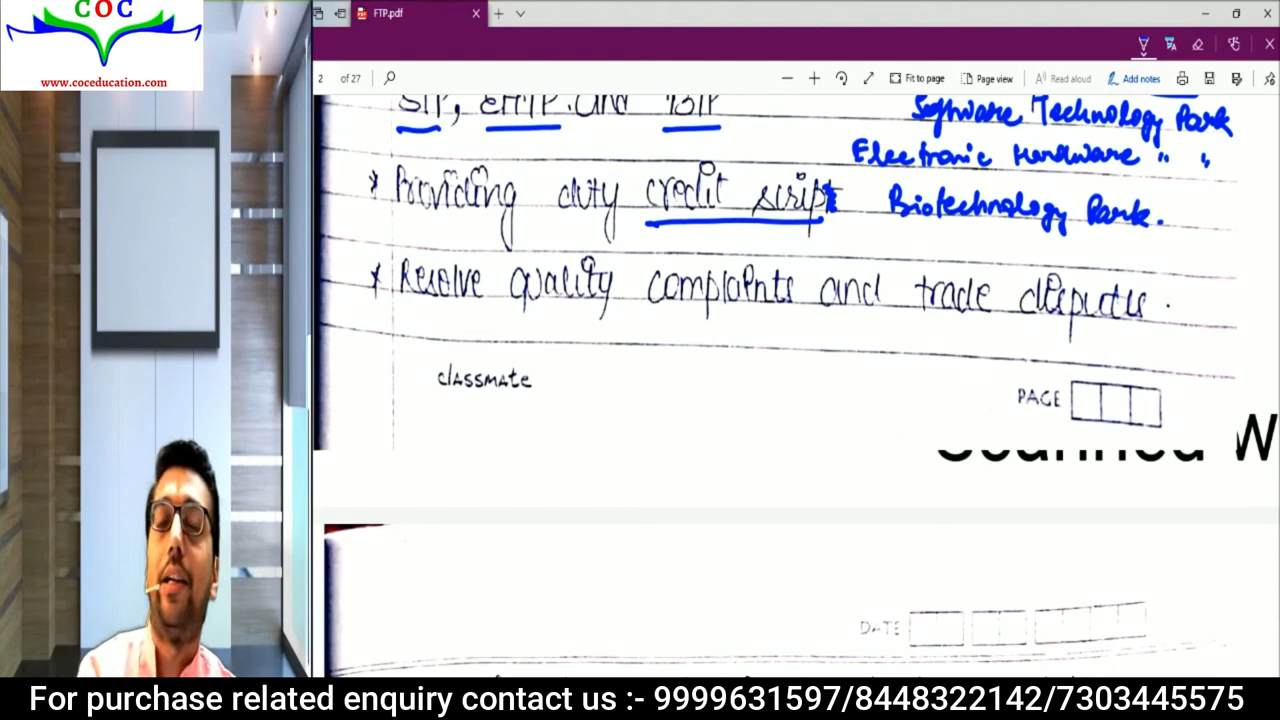 COC
www.coceducation.com
FTP.pdf
2 of 27
Fit to page
Page view
Read aloud
Add notes
STP, EHTP, and BTP
Software Technology Park
Electronic Hardware " "
* Providing duty credit scrips
Biotechnology Park.
* Resolve quality complaints and trade disputes.
classmate
PAGE
Scanned W
DATE
For purchase related enquiry contact us :- 9999631597/8448322142/7303445575